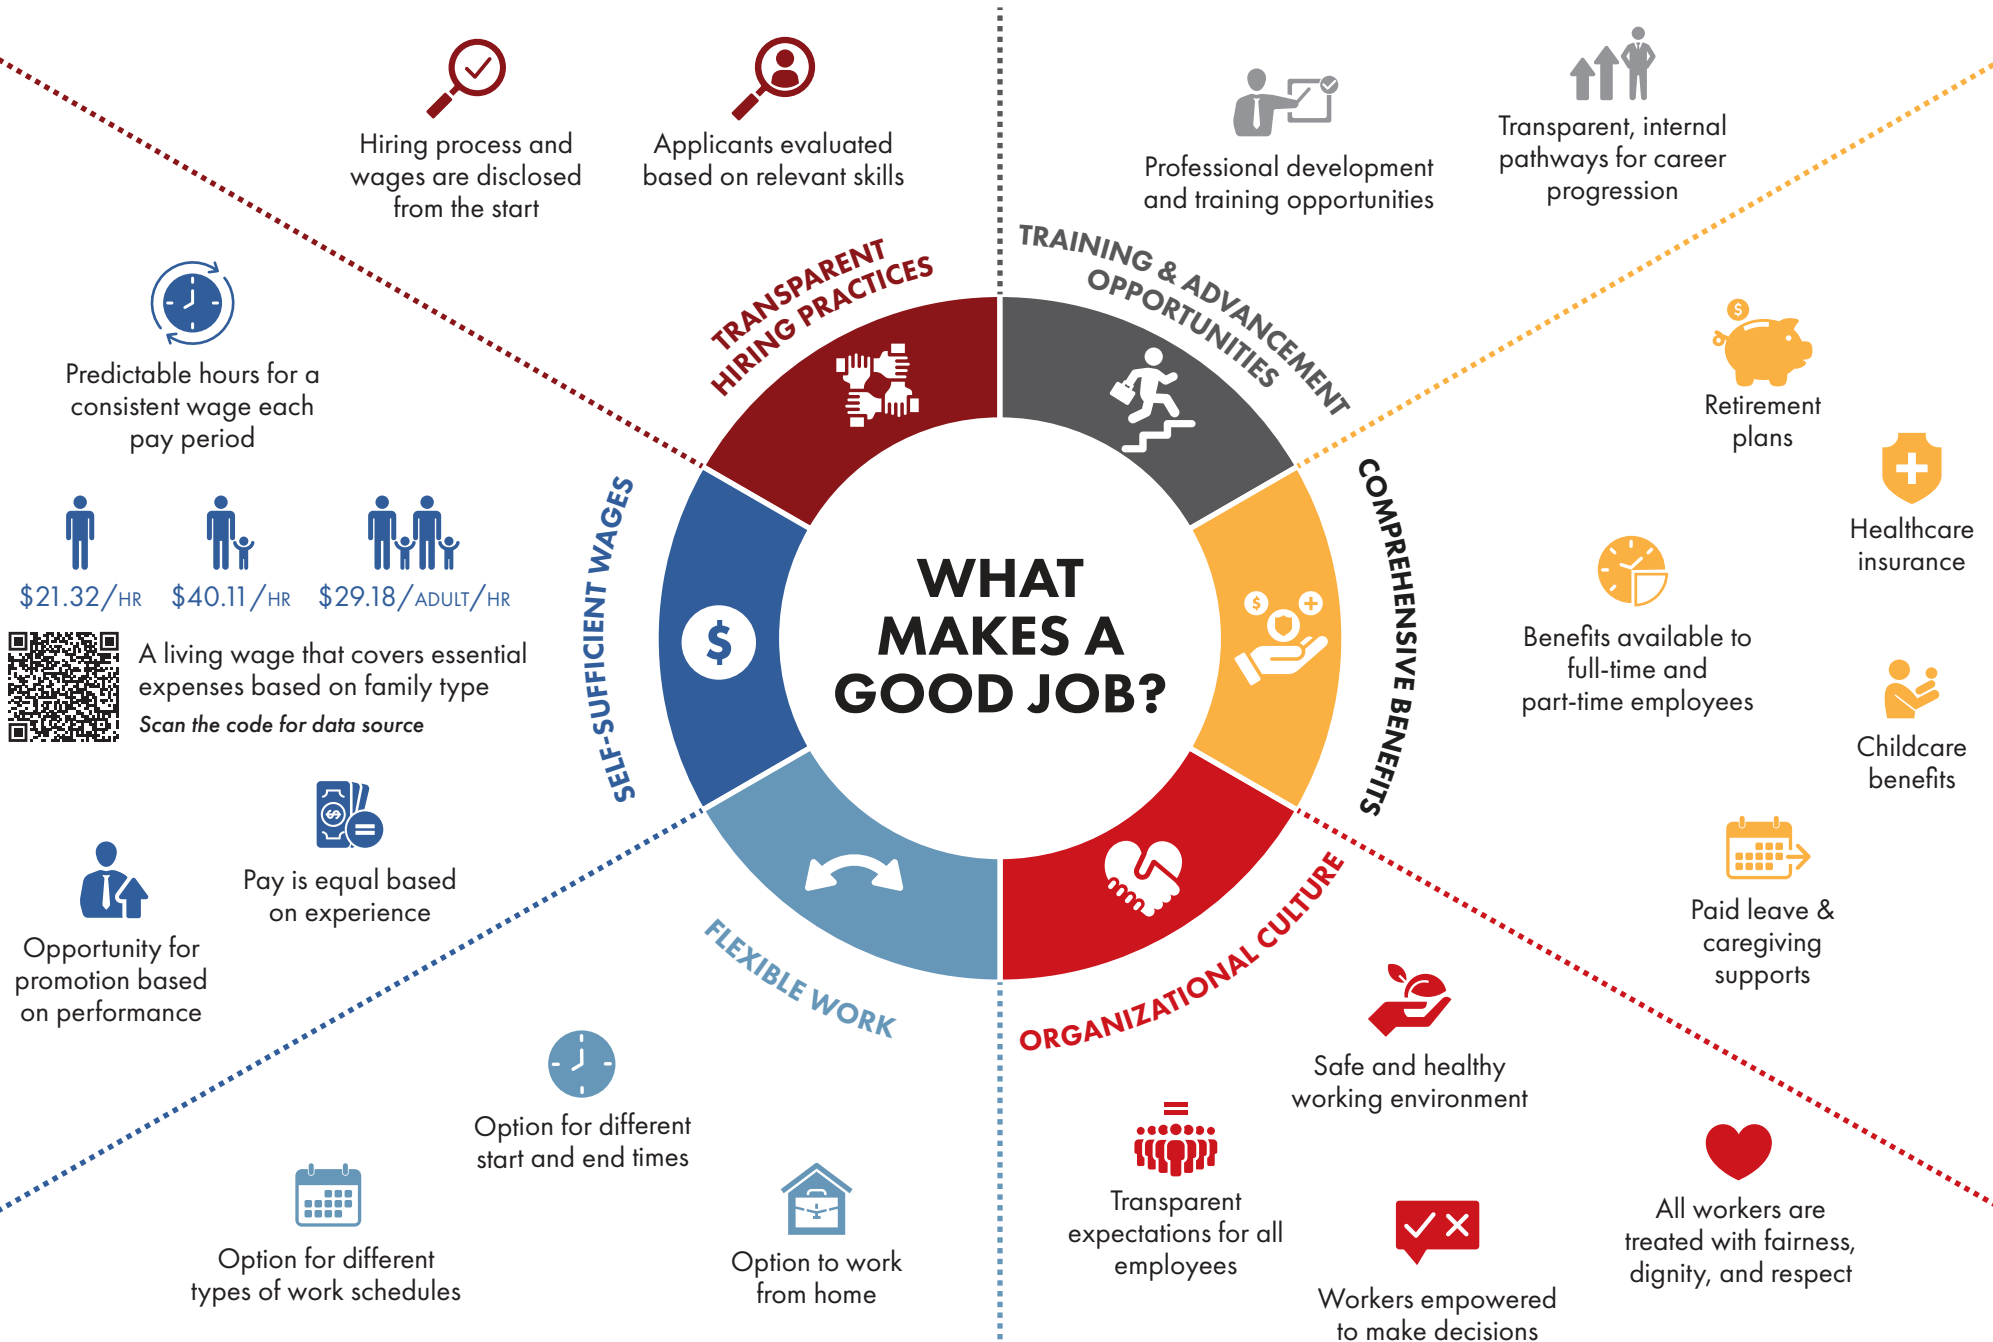 WHAT
MAKES A
GOOD JOB?
TRANSPARENT
HIRING PRACTICES
Hiring process and
wages are disclosed
from the start
Applicants evaluated
based on relevant skills
TRAINING & ADVANCEMENT
OPPORTUNITIES
Professional development
and training opportunities
Transparent, internal
pathways for career
progression
COMPREHENSIVE BENEFITS
$
Retirement
plans
Healthcare
insurance
Benefits available to
full-time and
part-time employees
Childcare
benefits
Paid leave &
caregiving
supports
$
ORGANIZATIONAL CULTURE
Safe and healthy
working environment
Transparent
expectations for all
employees
Workers empowered
to make decisions
All workers are
treated with fairness,
dignity, and respect
FLEXIBLE WORK
Option for different
start and end times
Option for different
types of work schedules
Option to work
from home
SELF-SUFFICIENT WAGES
$
Predictable hours for a
consistent wage each
pay period
$21.32/HR
$40.11/HR
$29.18/ADULT/HR
A living wage that covers essential
expenses based on family type
Scan the code for data source
$
Pay is equal based
on experience
Opportunity for
promotion based
on performance